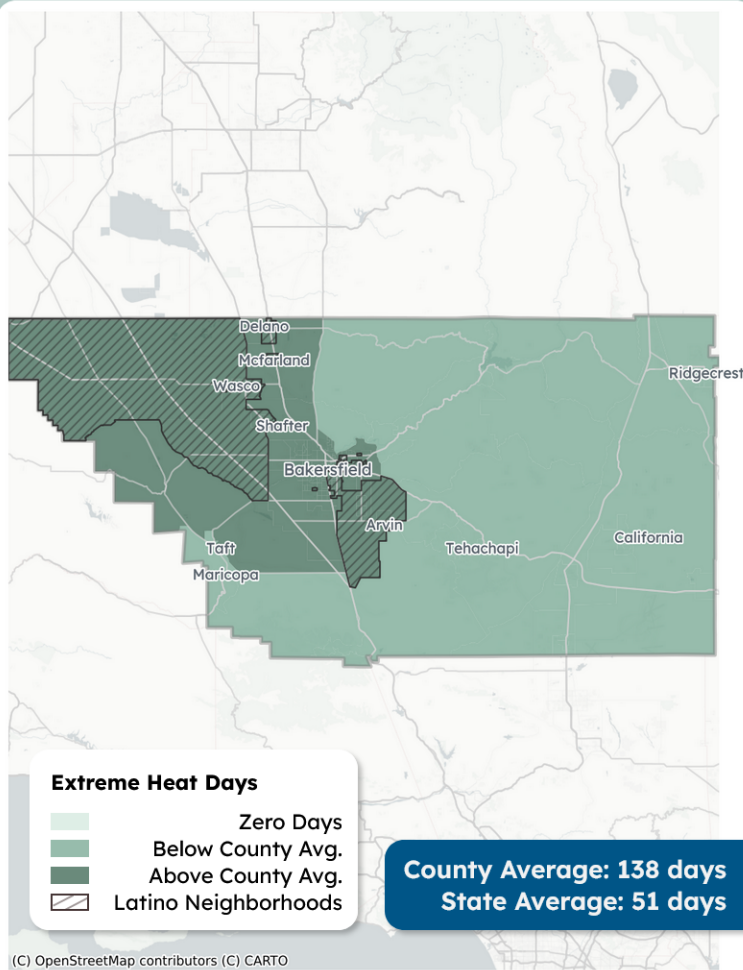 Delano
Mcfarland
Ridgecrest
Wasco
Shafter
Bakersfield
Arvin
California
Taft
Tehachapi
Maricopa
Extreme Heat Days
Zero Days
Below County Avg.
Above County Avg.
Latino Neighborhoods
County Average: 138 days
State Average: 51 days
(C) OpenStreetMap contributors (C) CARTO